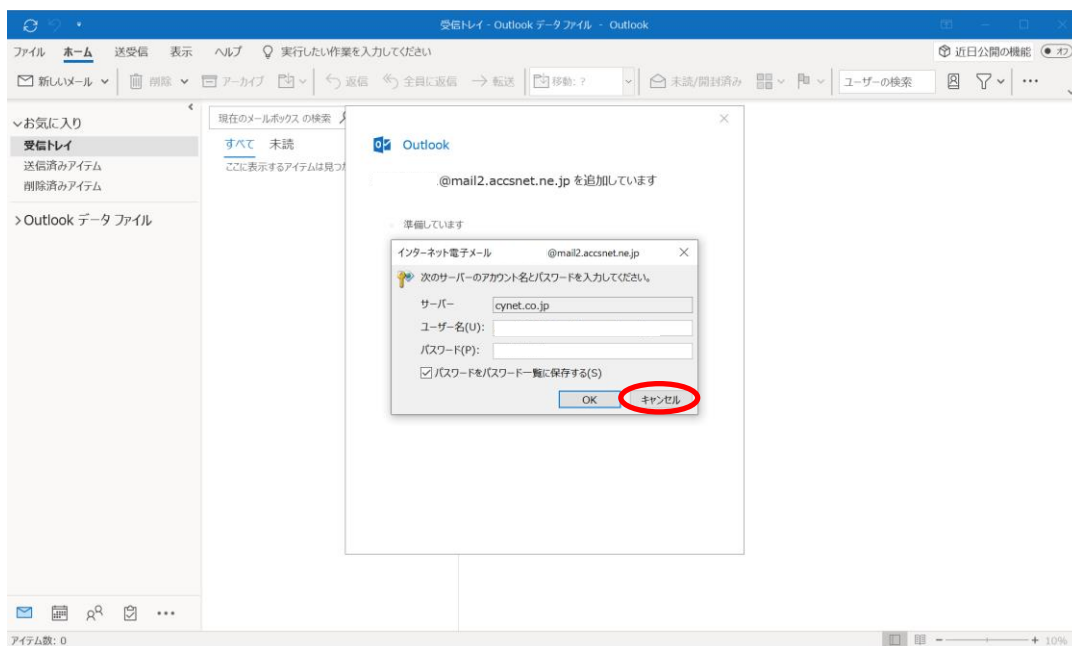 受信トレイ - Outlook データ ファイル - Outlook
ファイル ホーム 送受信 表示 ヘルプ 実行したい作業を入力してください 近日公開の機能 オフ
新しいメール 削除 アーカイブ 返信 全員に返信 転送 移動: ? 未読/開封済み ユーザーの検索 ...
お気に入り
受信トレイ
送信済みアイテム
削除済みアイテム
Outlook データ ファイル
現在のメールボックス の検索
すべて 未読
ここに表示するアイテムは見つ
Outlook
@mail2.accsnet.ne.jp を追加しています
準備しています
インターネット電子メール @mail2.accsnet.ne.jp
次のサーバーのアカウント名とパスワードを入力してください。
サーバー cynet.co.jp
ユーザー名(U):
パスワード(P):
パスワードをパスワード一覧に保存する(S)
OK キャンセル
アイテム数: 0 10%